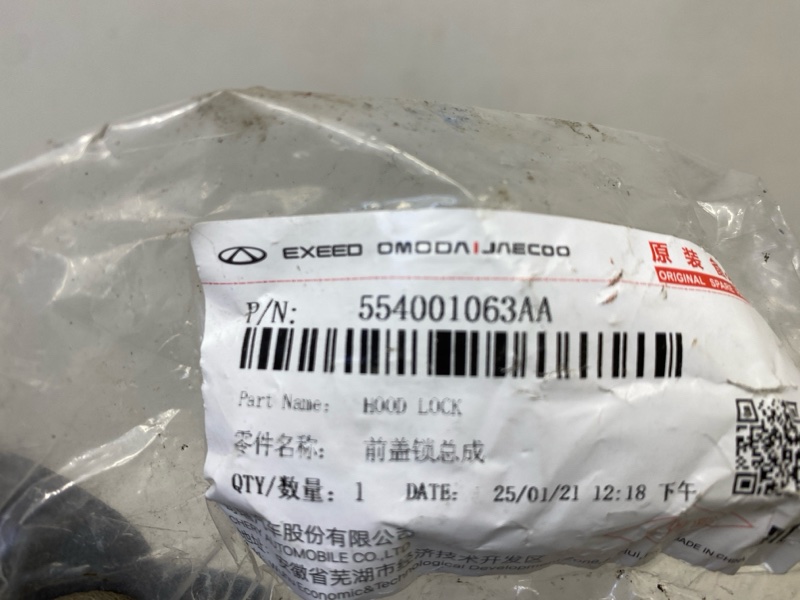 EXEED OMODA|JAECOO
原装
ORIGINAL SPARE
P/N: 554001063AA
Part Name: HOOD LOCK
零件名称: 前盖锁总成
QTY/数量: 1 DATE: 25/01/21 12:18 下午
车股份有限公司
CHERY AUTOMOBILE CO.,LTD
安徽省芜湖市 济技术开发区
Economic & Technological Development
MADE IN CHINA